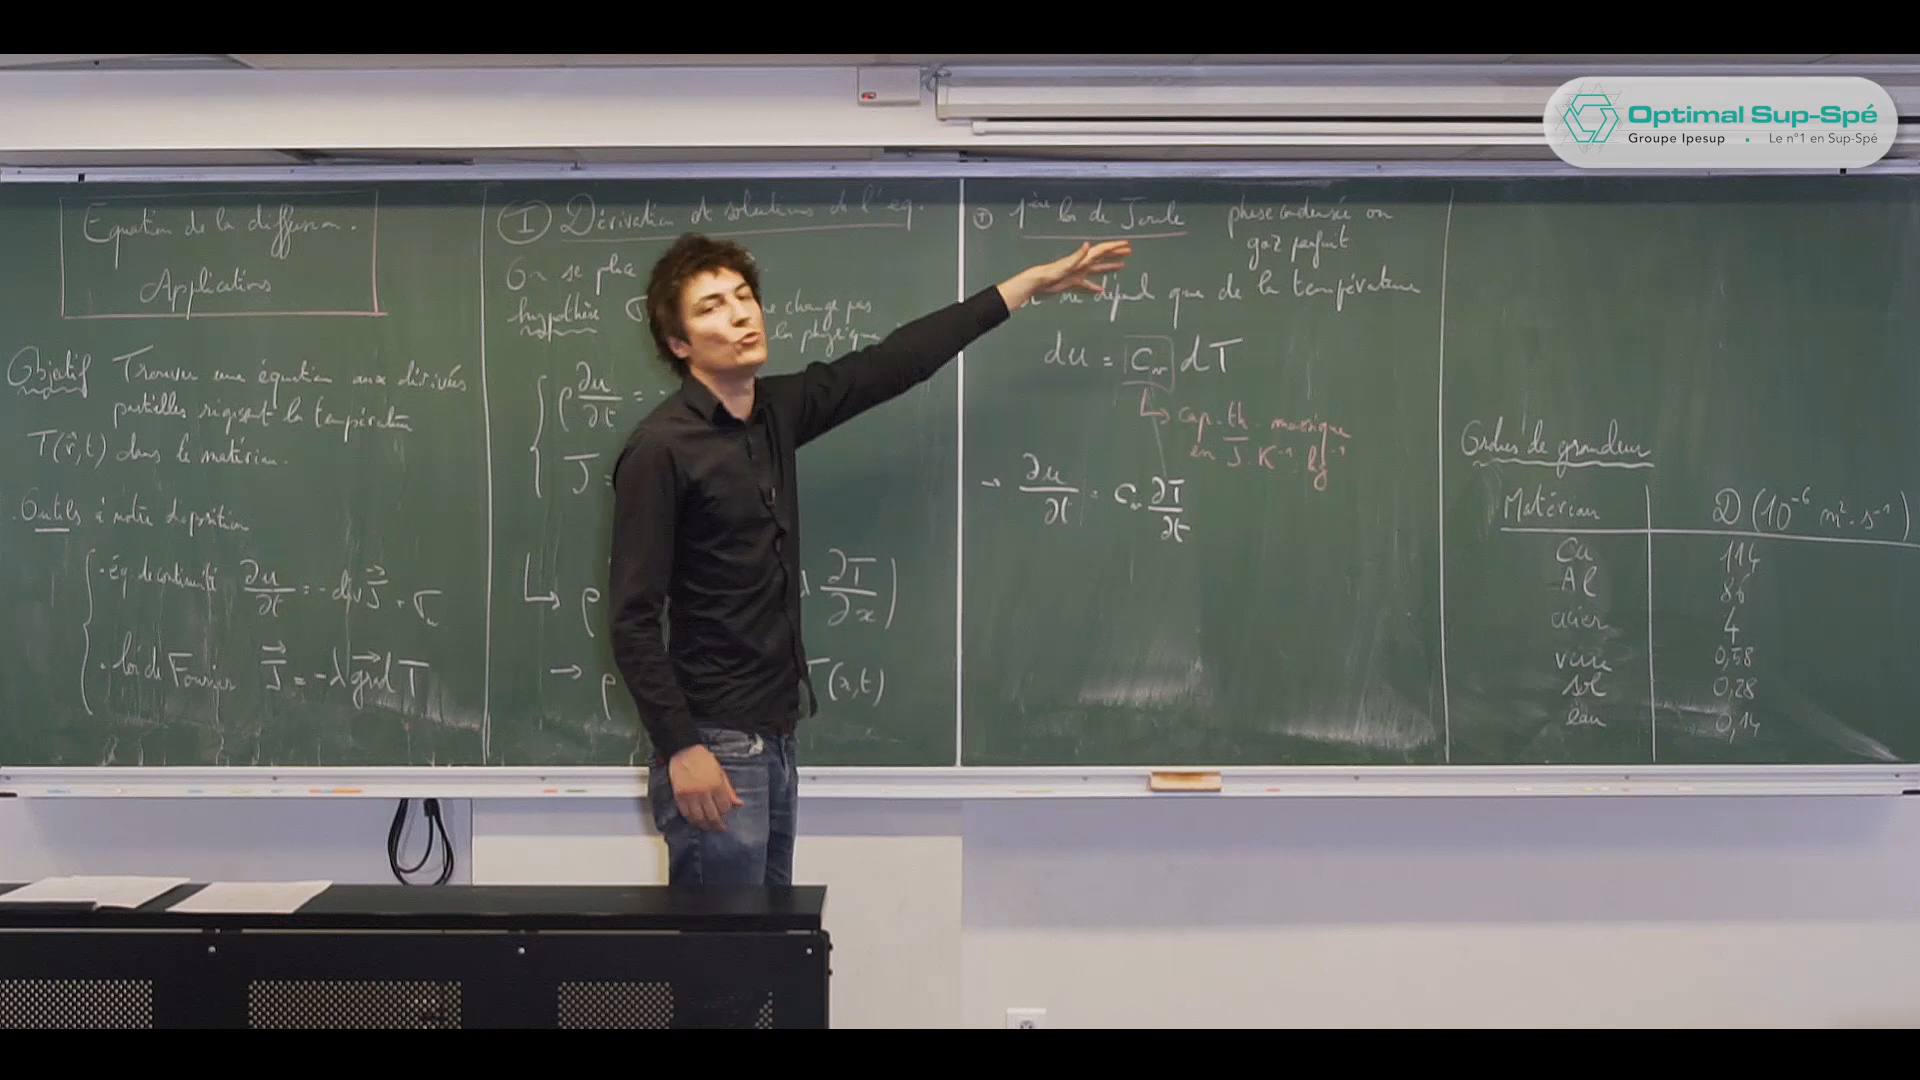 Optimal Sup-Spé
Groupe Ipesup . Le n°1 en Sup-Spé
Equation de la diffusion.
Applications
Objectif Trouver une équation aux dérivées
partielles régissant la température
T(r⃗,t) dans le matériau.
. Outils à notre disposition
. éq. de continuité ∂u/∂t = - div J⃗ + σu
. loi de Fourier J⃗ = -λ grad⃗ T
I Dérivation et solutions de l'éq.
On se place
hypothèse change pas
la physique
ρ ∂u/∂t =
J =
ρ ∂T/∂x )
→ ρ T(x,t)
1ère loi de Joule phase condensée ou
gaz parfait
ne dépend que de la température
du = cv dT
cap. th. massique
en J.K⁻¹.kg⁻¹
→ ∂u/∂t = cv ∂T/∂t
Ordres de grandeur
Matériau D (10⁻⁶ m².s⁻¹)
Cu 114
Al 86
acier 4
verre 0,58
sol 0,28
eau 0,14